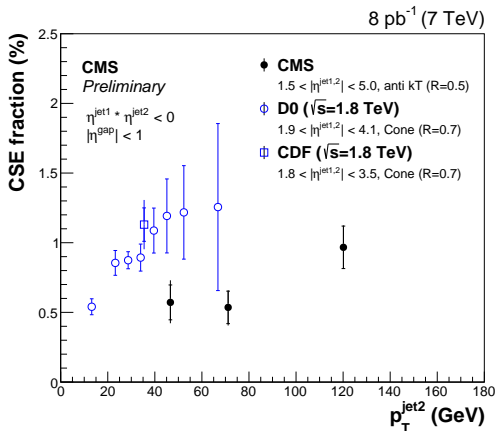 8 pb⁻¹ (7 TeV)
CSE fraction (%)
2.5
2
1.5
1
0.5
0
CMS
Preliminary
η^jet1 * η^jet2 < 0
|η^gap| < 1
CMS
1.5 < |η^jet1,2| < 5.0, anti kT (R=0.5)
D0 (√s=1.8 TeV)
1.9 < |η^jet1,2| < 4.1, Cone (R=0.7)
CDF (√s=1.8 TeV)
1.8 < |η^jet1,2| < 3.5, Cone (R=0.7)
0 20 40 60 80 100 120 140 160 180
p_T^jet2 (GeV)